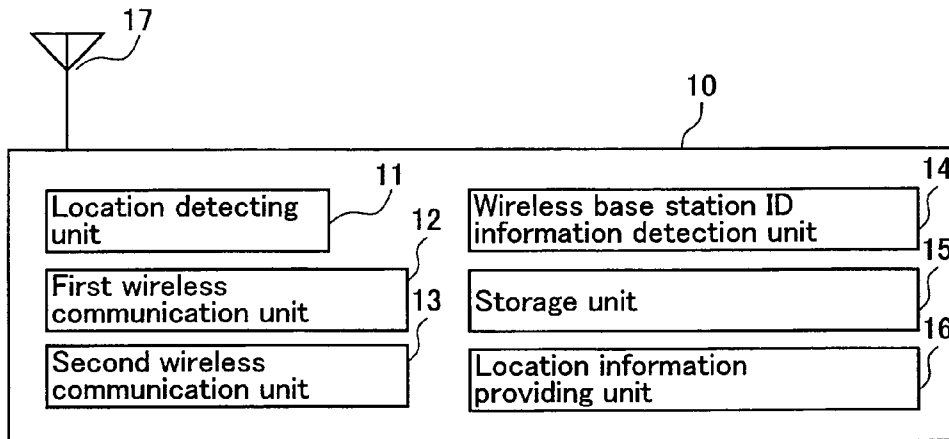 17
10
11
Location detecting
unit
12
First wireless
communication unit
13
Second wireless
communication unit
14
Wireless base station ID
information detection unit
15
Storage unit
16
Location information
providing unit